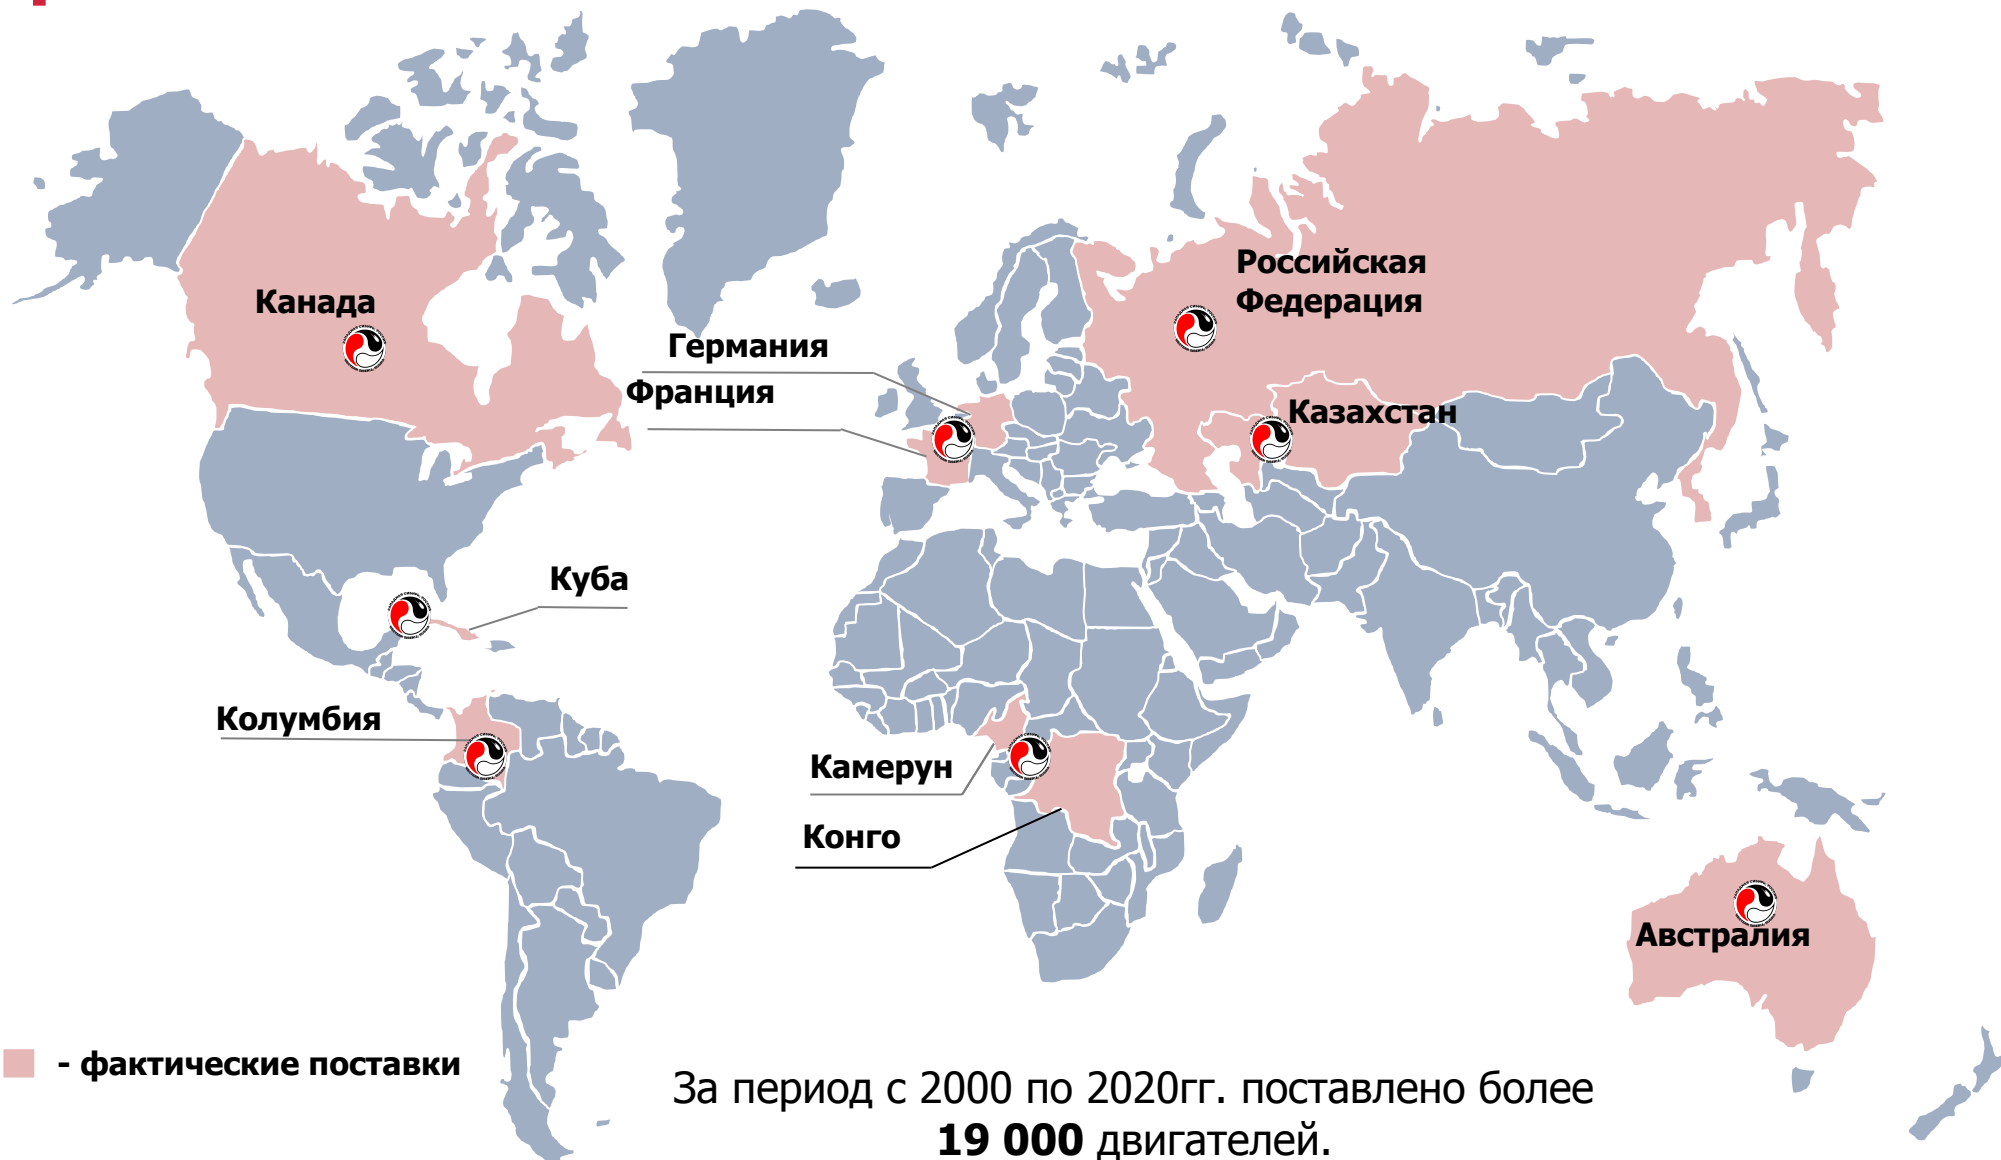 Российская
Федерация
Канада
Германия
Франция
Казахстан
Куба
Колумбия
Камерун
Конго
Австралия
- фактические поставки
За период с 2000 по 2020гг. поставлено более
19 000 двигателей.